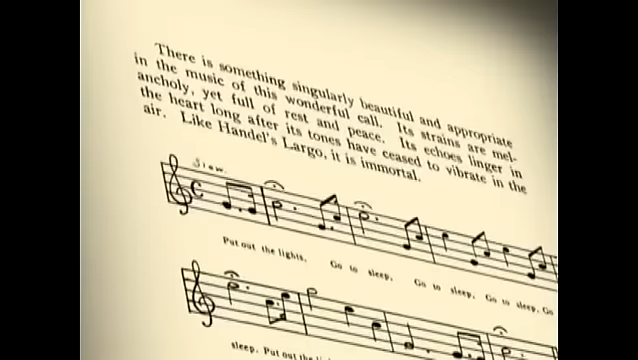 There is something singularly beautiful and appropriate
in the music of this wonderful call. Its strains are mel-
ancholy, yet full of rest and peace. Its echoes linger in
the heart long after its tones have ceased to vibrate in the
air. Like Handel's Largo, it is immortal.
Slow.
Put out the lights. Go to sleep. Go to sleep. Go to sleep. Go
sleep. Put out the